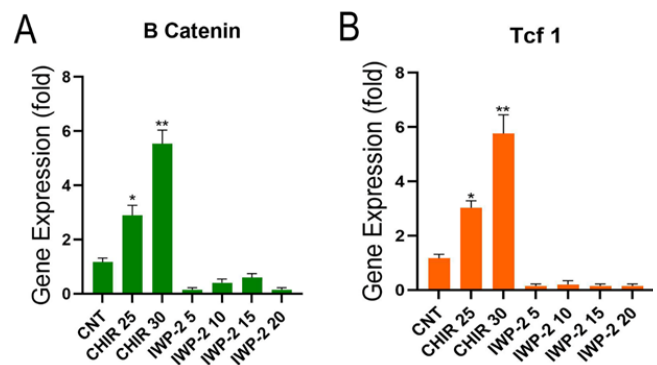 A
B Catenin
Gene Expression (fold)
8
6
4
2
0
*
**
CNT
CHIR 25
CHIR 30
IWP-2 5
IWP-2 10
IWP-2 15
IWP-2 20
B
Tcf 1
Gene Expression (fold)
8
6
4
2
0
*
**
CNT
CHIR 25
CHIR 30
IWP-2 5
IWP-2 10
IWP-2 15
IWP-2 20